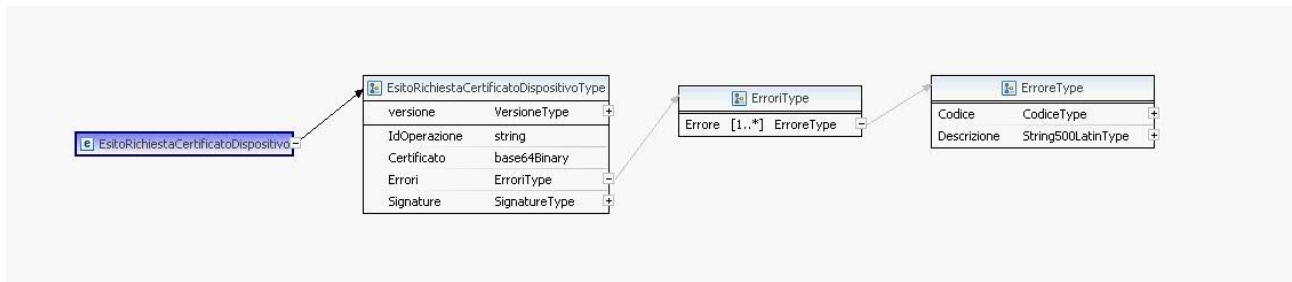 e EsitoRichiestaCertificatoDispositivo
EsitoRichiestaCertificatoDispositivoType
versione VersioneType
IdOperazione string
Certificato base64Binary
Errori ErroriType
Signature SignatureType
ErroriType
Errore [1..*] ErroreType
ErroreType
Codice CodiceType
Descrizione String500LatinType